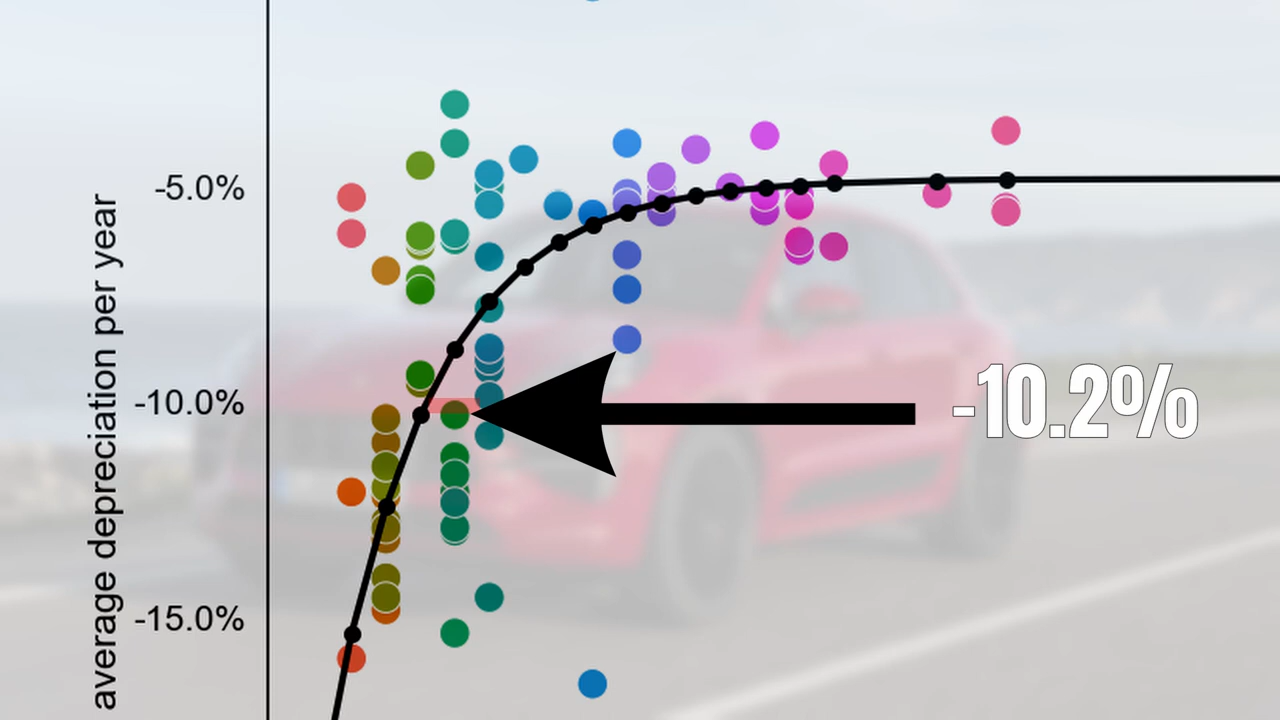 average depreciation per year
-5.0%
-10.0%
-15.0%
-10.2%